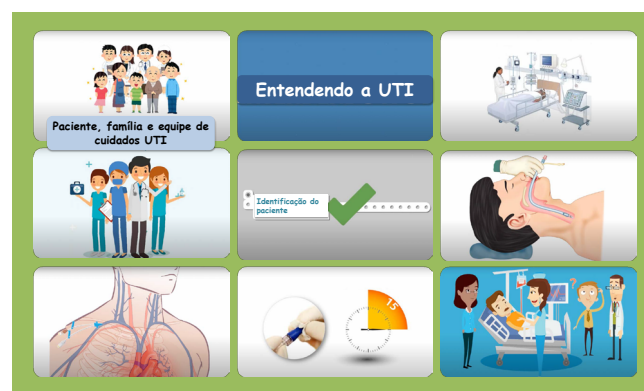 Entendendo a UTI
Paciente, família e equipe de
cuidados UTI
Identificação do
paciente
15